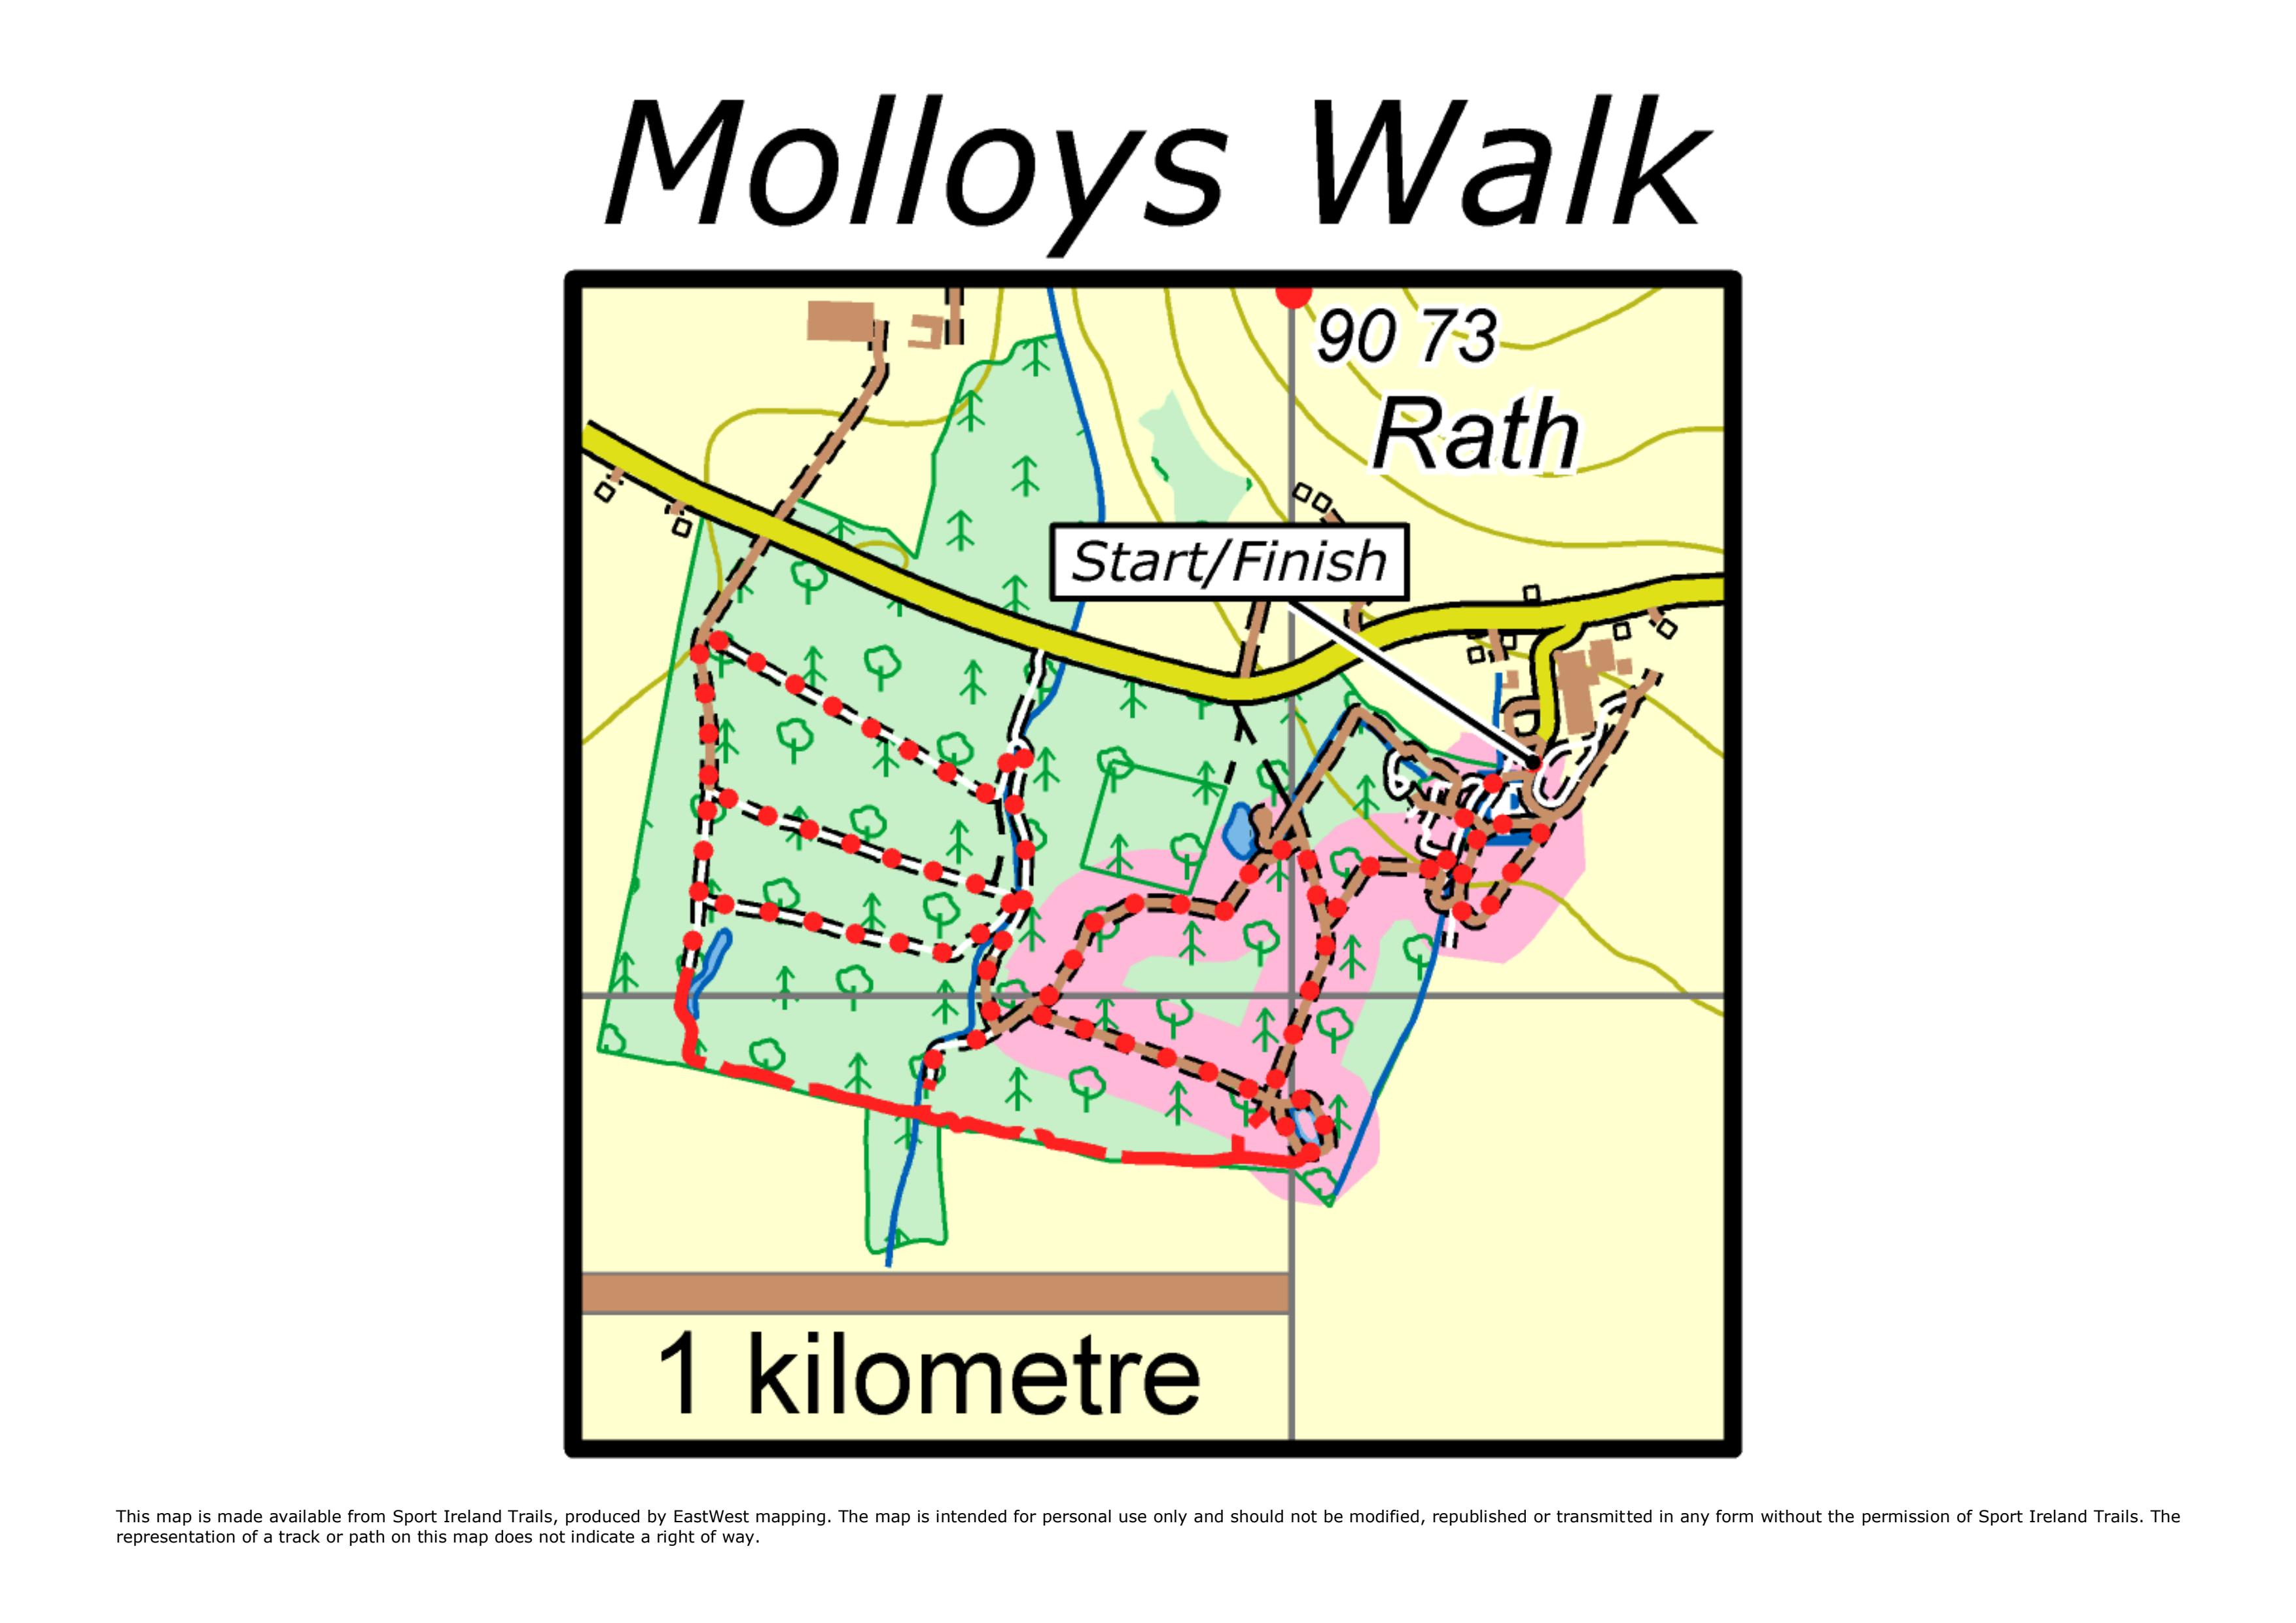 Molloys Walk
90 73
Rath
Start/Finish
1 kilometre
This map is made available from Sport Ireland Trails, produced by EastWest mapping. The map is intended for personal use only and should not be modified, republished or transmitted in any form without the permission of Sport Ireland Trails. The
representation of a track or path on this map does not indicate a right of way.